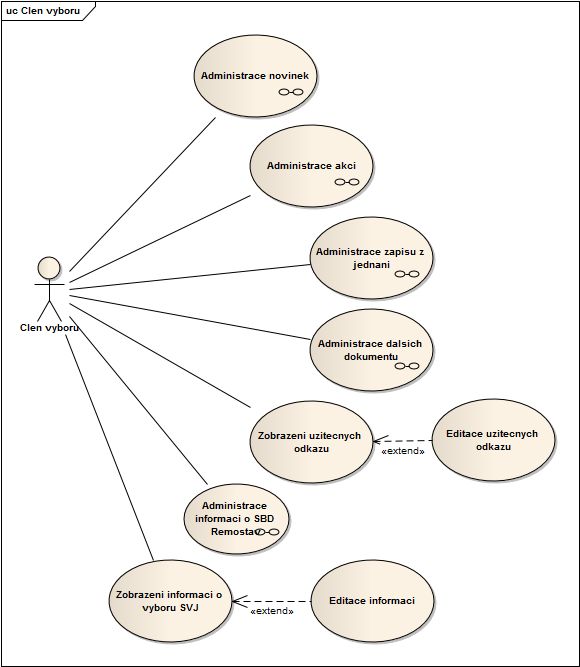 uc Clen vyboru
Administrace novinek
Administrace akci
Administrace zapisu z
jednani
Clen vyboru
Administrace dalsich
dokumentu
Zobrazeni uzitecnych
odkazu
«extend»
Editace uzitecnych
odkazu
Administrace
informaci o SBD
Remostav
Zobrazeni informaci o
vyboru SVJ
«extend»
Editace informaci